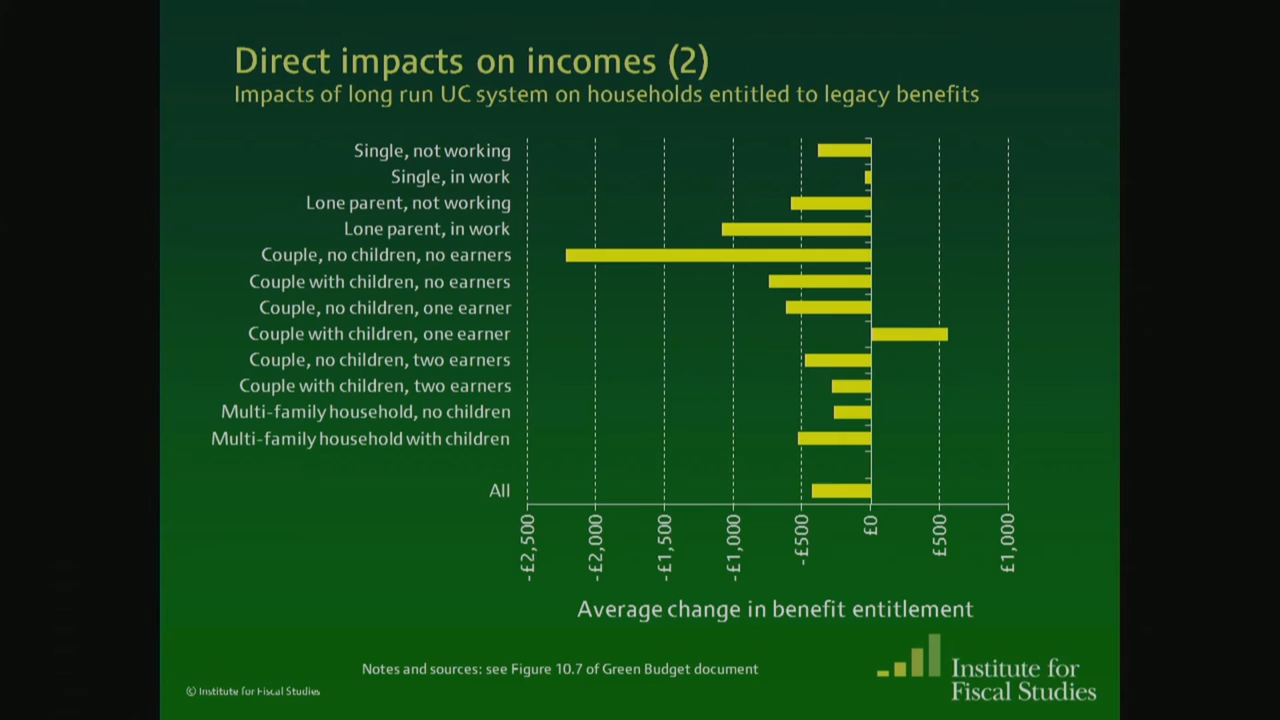 Direct impacts on incomes (2)
Impacts of long run UC system on households entitled to legacy benefits
Single, not working
Single, in work
Lone parent, not working
Lone parent, in work
Couple, no children, no earners
Couple with children, no earners
Couple, no children, one earner
Couple with children, one earner
Couple, no children, two earners
Couple with children, two earners
Multi-family household, no children
Multi-family household with children
All
-£2,500
-£2,000
-£1,500
-£1,000
-£500
£0
£500
£1,000
Average change in benefit entitlement
Notes and sources: see Figure 10.7 of Green Budget document
© Institute for Fiscal Studies
Institute for
Fiscal Studies